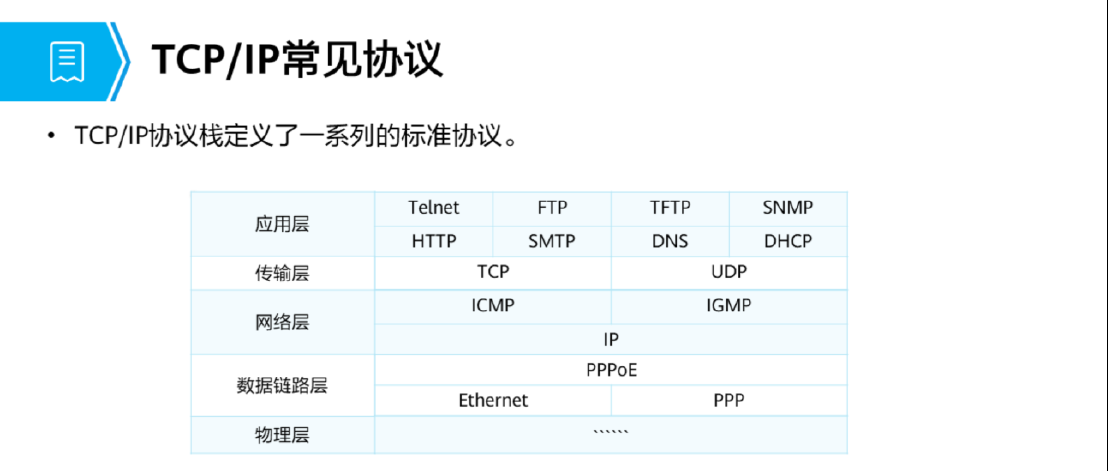 TCP/IP常见协议
• TCP/IP协议栈定义了一系列的标准协议。
应用层
Telnet FTP TFTP SNMP
HTTP SMTP DNS DHCP
传输层 TCP UDP
网络层
ICMP IGMP
IP
数据链路层
PPPoE
Ethernet PPP
物理层 ``````